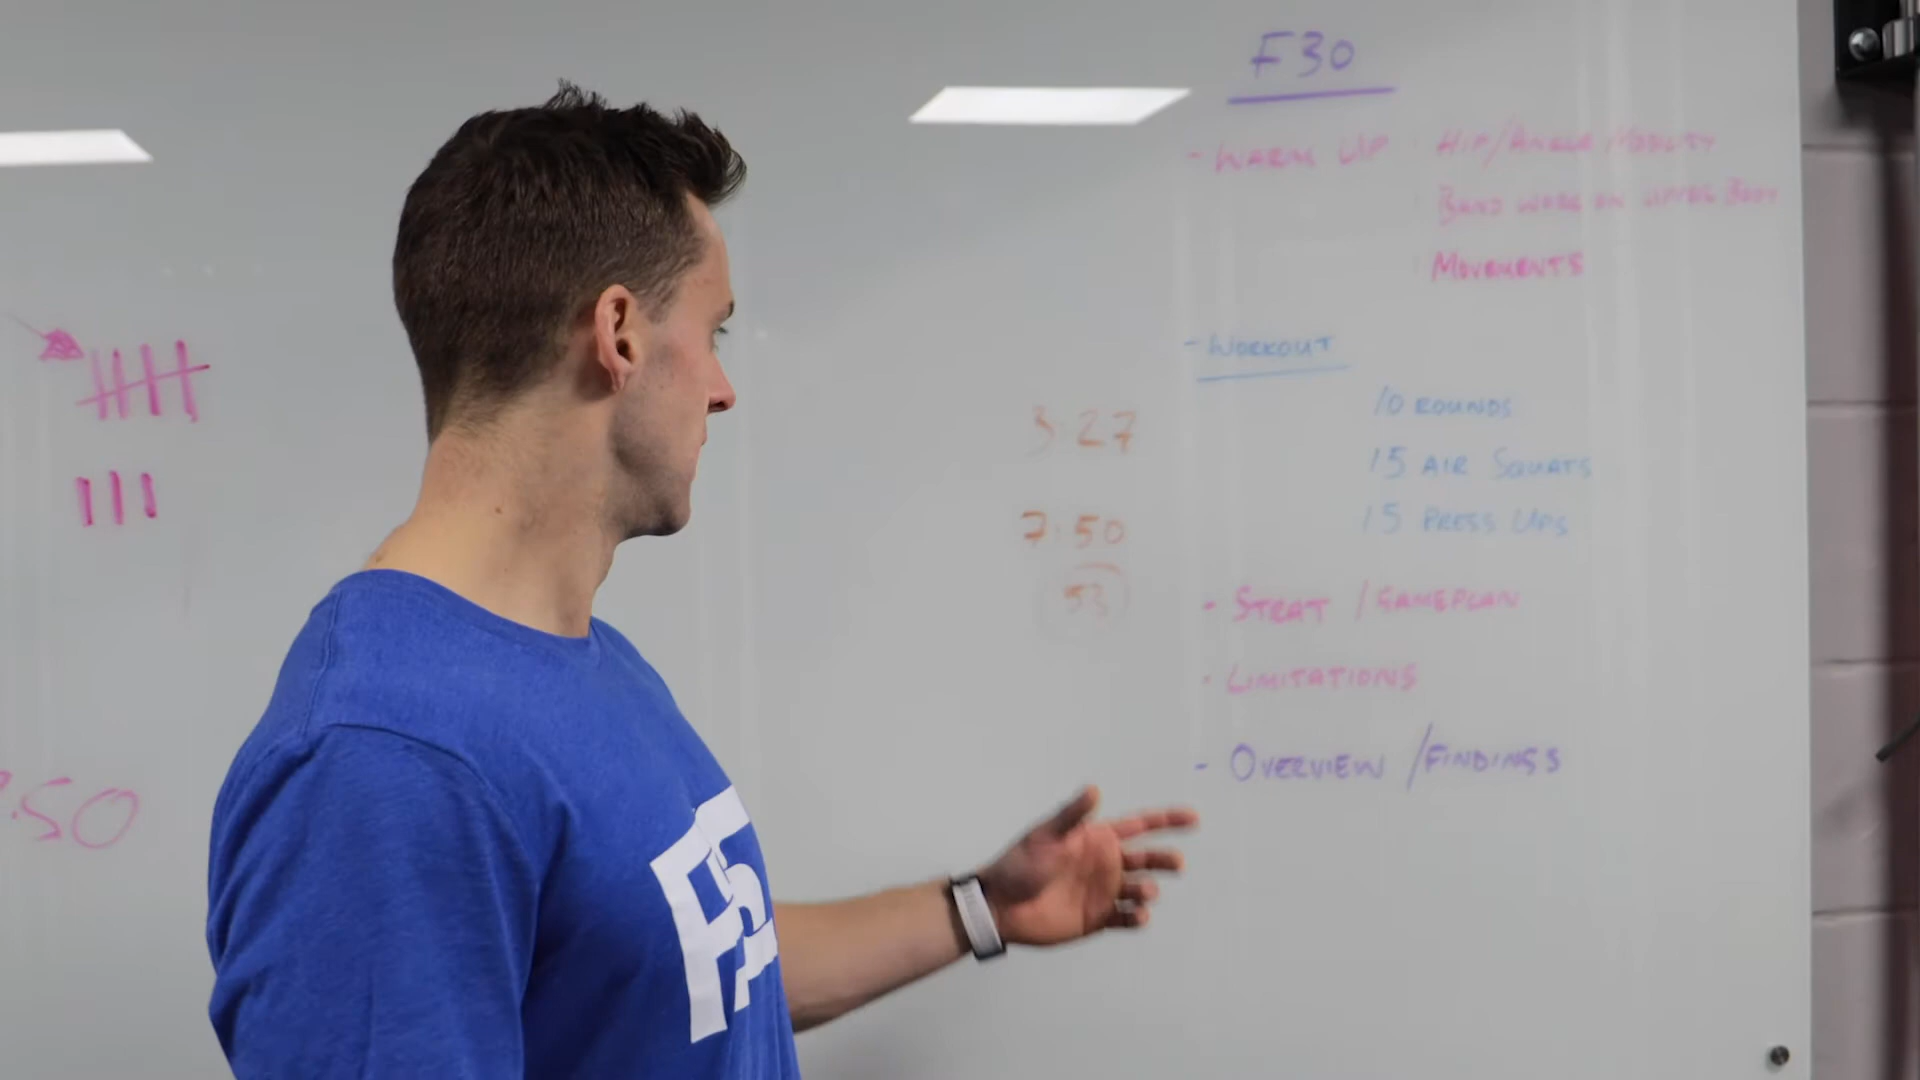 F30
- WARM UP HIP/ANKLE MOBILITY
BAND WORK ON UPPER BODY
MOVEMENTS
- WORKOUT
10 ROUNDS
15 AIR SQUATS
15 PRESS UPS
- STRAT / GAMEPLAN
- LIMITATIONS
- OVERVIEW / FINDINGS
3:27
7:50
53
:50